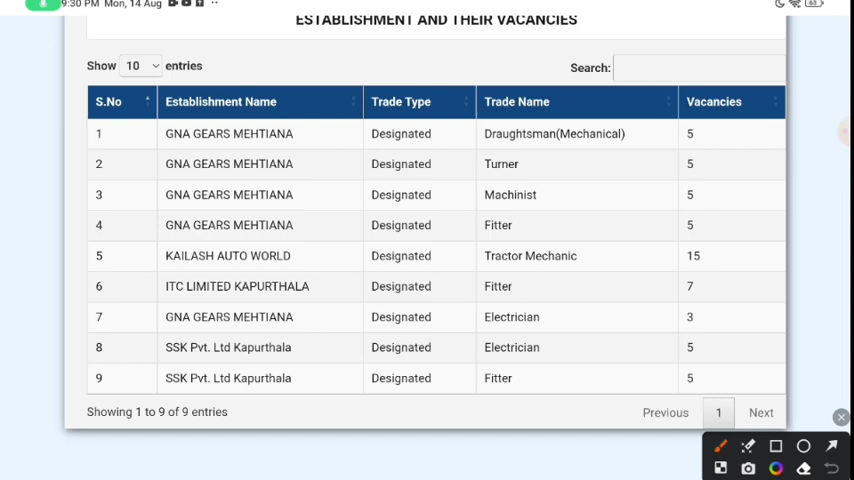 9:30 PM Mon, 14 Aug
63
ESTABLISHMENT AND THEIR VACANCIES
Show 10 entries Search:
S.No Establishment Name Trade Type Trade Name Vacancies
1 GNA GEARS MEHTIANA Designated Draughtsman(Mechanical) 5
2 GNA GEARS MEHTIANA Designated Turner 5
3 GNA GEARS MEHTIANA Designated Machinist 5
4 GNA GEARS MEHTIANA Designated Fitter 5
5 KAILASH AUTO WORLD Designated Tractor Mechanic 15
6 ITC LIMITED KAPURTHALA Designated Fitter 7
7 GNA GEARS MEHTIANA Designated Electrician 3
8 SSK Pvt. Ltd Kapurthala Designated Electrician 5
9 SSK Pvt. Ltd Kapurthala Designated Fitter 5
Showing 1 to 9 of 9 entries Previous 1 Next